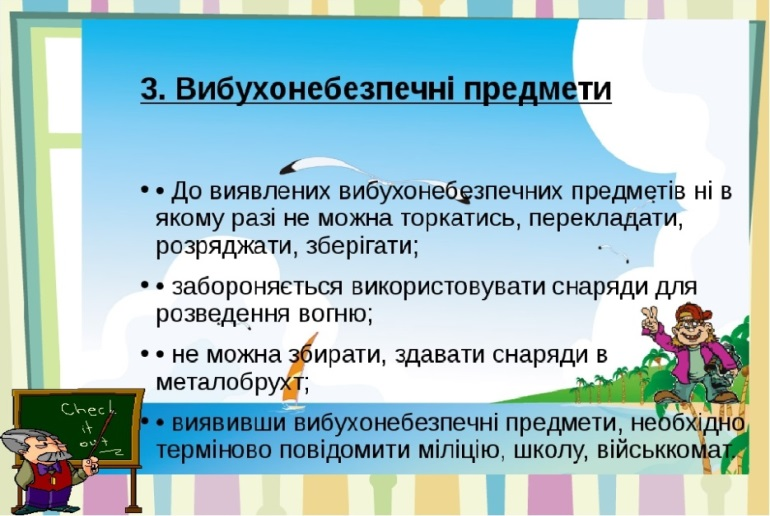 3. Вибухонебезпечні предмети
• • До виявлених вибухонебезпечних предметів ні в
якому разі не можна торкатись, перекладати,
розряджати, зберігати;
• • забороняється використовувати снаряди для
розведення вогню;
• • не можна збирати, здавати снаряди в
металобрухт;
• • виявивши вибухонебезпечні предмети, необхідно
терміново повідомити міліцію, школу, військкомат.
Check
it
out